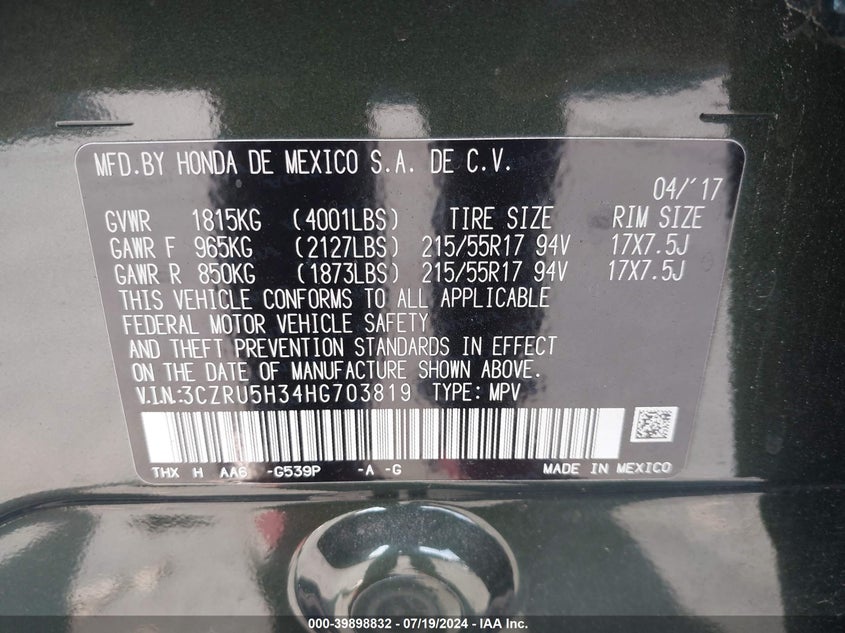 MFD.BY HONDA DE MEXICO S.A. DE C.V.
04/'17
GVWR 1815KG (4001LBS) TIRE SIZE RIM SIZE
GAWR F 965KG (2127LBS) 215/55R17 94V 17X7.5J
GAWR R 850KG (1873LBS) 215/55R17 94V 17X7.5J
THIS VEHICLE CONFORMS TO ALL APPLICABLE
FEDERAL MOTOR VEHICLE SAFETY
AND THEFT PREVENTION STANDARDS IN EFFECT
ON THE DATE OF MANUFACTURE SHOWN ABOVE.
V.I.N.:3CZRU5H34HG703819 TYPE: MPV
THX H AA6 -G539P -A -G MADE IN MEXICO
000-39898832 - 07/19/2024 - IAA Inc.